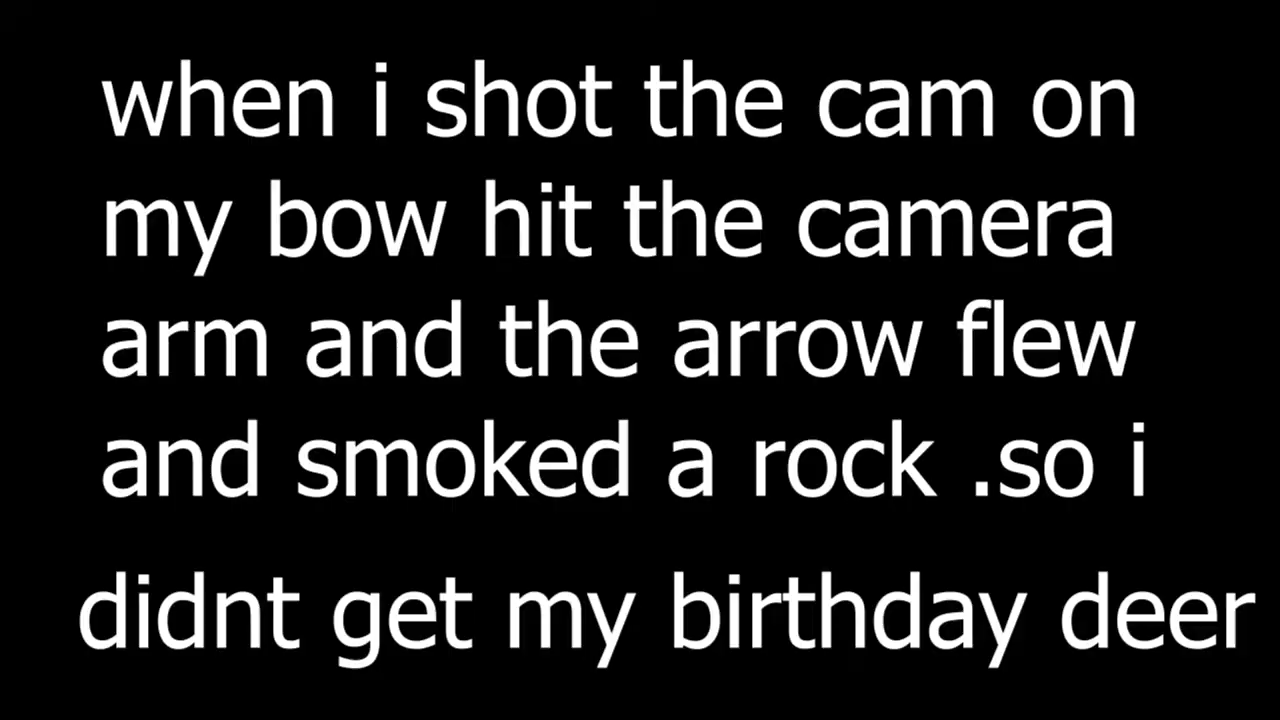 when i shot the cam on
my bow hit the camera
arm and the arrow flew
and smoked a rock .so i
didnt get my birthday deer